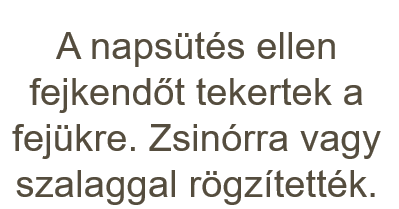 A napsütés ellen
fejkendőt tekertek a
fejükre. Zsinórra vagy
szalaggal rögzítették.